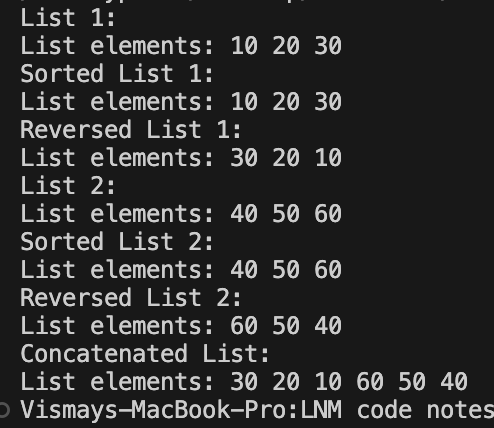 List 1:
List elements: 10 20 30
Sorted List 1:
List elements: 10 20 30
Reversed List 1:
List elements: 30 20 10
List 2:
List elements: 40 50 60
Sorted List 2:
List elements: 40 50 60
Reversed List 2:
List elements: 60 50 40
Concatenated List:
List elements: 30 20 10 60 50 40
Vismays-MacBook-Pro:LNM code notes